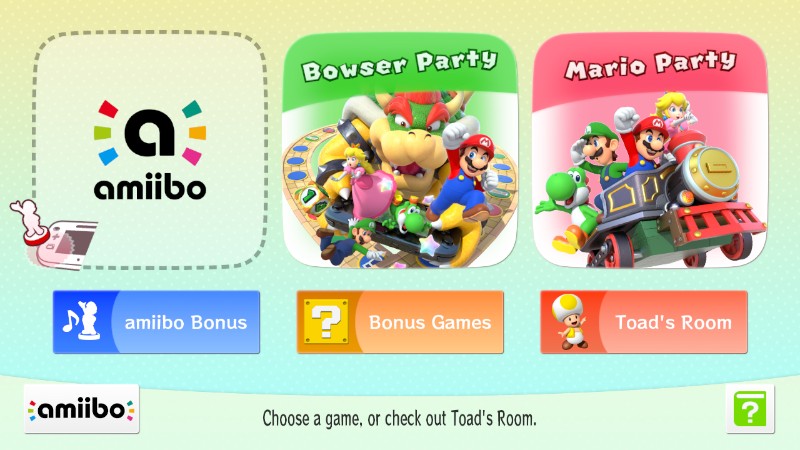 amiibo
Bowser Party
Mario Party
amiibo Bonus
Bonus Games
Toad's Room
amiibo
Choose a game, or check out Toad's Room.